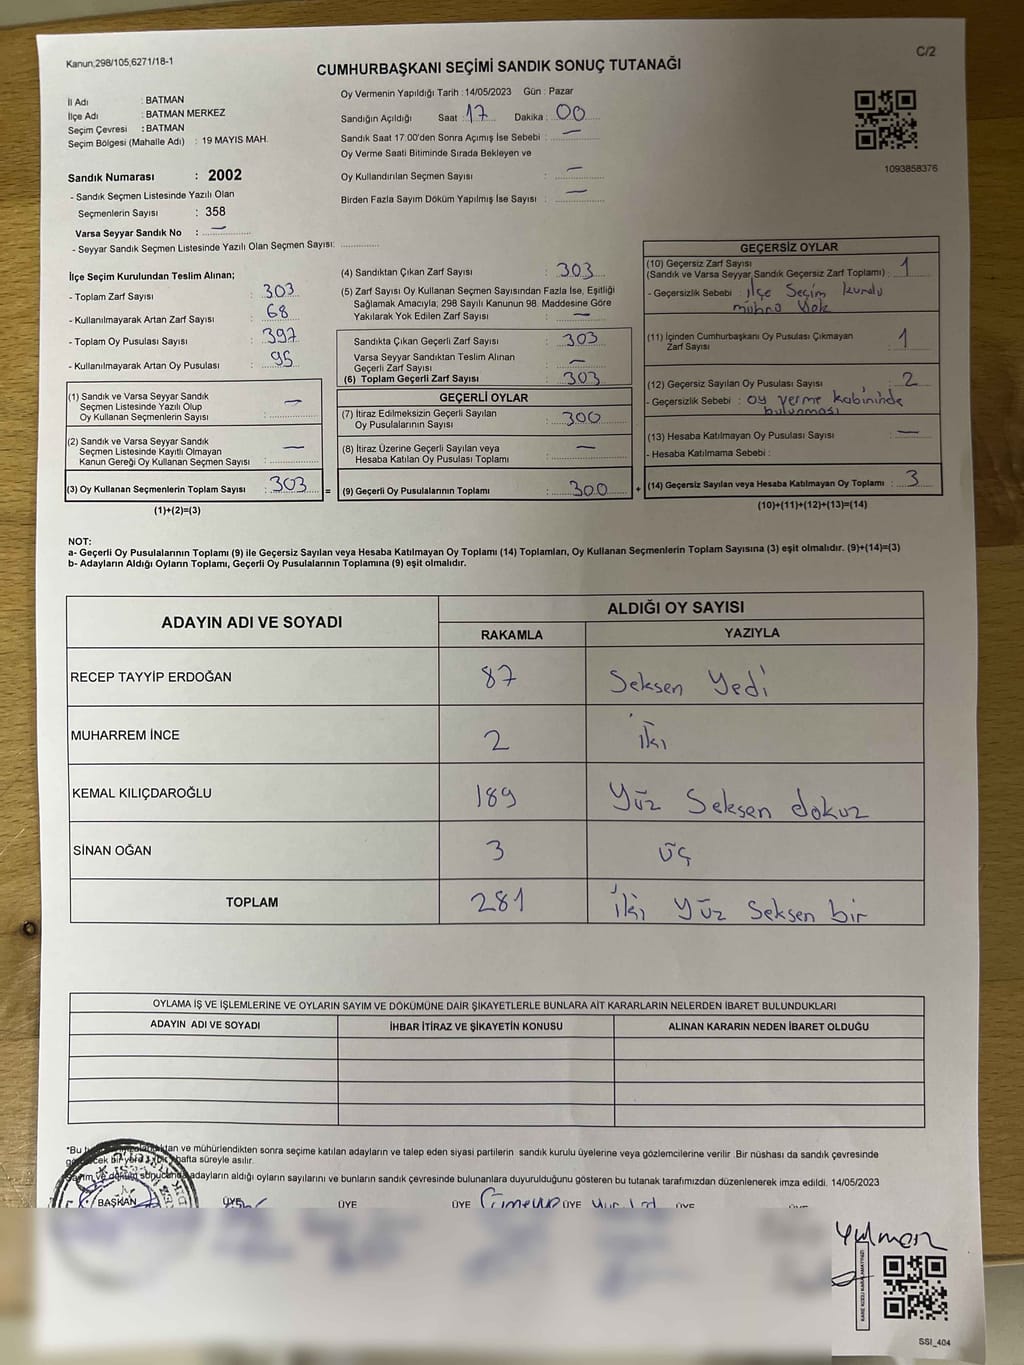 Kanun,298/105,6271/18-1
C/2
CUMHURBAŞKANI SEÇİMİ SANDIK SONUÇ TUTANAĞI
İl Adı : BATMAN
İlçe Adı : BATMAN MERKEZ
Seçim Çevresi : BATMAN
Seçim Bölgesi (Mahalle Adı) : 19 MAYIS MAH.
Sandık Numarası : 2002
- Sandık Seçmen Listesinde Yazılı Olan
Seçmenlerin Sayısı : 358
Varsa Seyyar Sandık No : —
- Seyyar Sandık Seçmen Listesinde Yazılı Olan Seçmen Sayısı:
Oy Vermenin Yapıldığı Tarih : 14/05/2023 Gün : Pazar
Sandığın Açıldığı Saat : 17 Dakika : 00
Sandık Saat 17:00'den Sonra Açımış İse Sebebi : —
Oy Verme Saati Bitiminde Sırada Bekleyen ve
Oy Kullandırılan Seçmen Sayısı : —
Birden Fazla Sayım Döküm Yapılmış İse Sayısı : —
1093858376
İlçe Seçim Kurulundan Teslim Alınan;
- Toplam Zarf Sayısı : 303
- Kullanılmayarak Artan Zarf Sayısı : 68
- Toplam Oy Pusulası Sayısı : 397
- Kullanılmayarak Artan Oy Pusulası : 95
(1) Sandık ve Varsa Seyyar Sandık
Seçmen Listesinde Yazılı Olup
Oy Kullanan Seçmenlerin Sayısı : —
(2) Sandık ve Varsa Seyyar Sandık
Seçmen Listesinde Kayıtlı Olmayan
Kanun Gereği Oy Kullanan Seçmen Sayısı : —
(3) Oy Kullanan Seçmenlerin Toplam Sayısı : 303 =
(1)+(2)=(3)
(4) Sandıktan Çıkan Zarf Sayısı : 303
(5) Zarf Sayısı Oy Kullanan Seçmen Sayısından Fazla İse, Eşitliği
Sağlamak Amacıyla, 298 Sayılı Kanunun 98. Maddesine Göre
Yakılarak Yok Edilen Zarf Sayısı : —
Sandıkta Çıkan Geçerli Zarf Sayısı : 303
Varsa Seyyar Sandıktan Teslim Alınan
Geçerli Zarf Sayısı : —
(6) Toplam Geçerli Zarf Sayısı : 303
GEÇERLİ OYLAR
(7) İtiraz Edilmeksizin Geçerli Sayılan
Oy Pusulalarının Sayısı : 300
(8) İtiraz Üzerine Geçerli Sayılan veya
Hesaba Katılan Oy Pusulası Toplamı : —
(9) Geçerli Oy Pusulalarının Toplamı : 300 +
GEÇERSİZ OYLAR
(10) Geçersiz Zarf Sayısı
(Sandık ve Varsa Seyyar Sandık Geçersiz Zarf Toplamı) : 1
- Geçersizlik Sebebi : İlçe Seçim kurulu
mührü Yok
(11) İçinden Cumhurbaşkanı Oy Pusulası Çıkmayan
Zarf Sayısı : 1
(12) Geçersiz Sayılan Oy Pusulası Sayısı : 2
- Geçersizlik Sebebi : oy verme kabininde
bulunması
(13) Hesaba Katılmayan Oy Pusulası Sayısı : —
- Hesaba Katılmama Sebebi :
(14) Geçersiz Sayılan veya Hesaba Katılmayan Oy Toplamı : 3
(10)+(11)+(12)+(13)=(14)
NOT:
a- Geçerli Oy Pusulalarının Toplamı (9) ile Geçersiz Sayılan veya Hesaba Katılmayan Oy Toplamı (14) Toplamları, Oy Kullanan Seçmenlerin Toplam Sayısına (3) eşit olmalıdır. (9)+(14)=(3)
b- Adayların Aldığı Oyların Toplamı, Geçerli Oy Pusulalarının Toplamına (9) eşit olmalıdır.
ADAYIN ADI VE SOYADI ALDIĞI OY SAYISI
RAKAMLA YAZIYLA
RECEP TAYYİP ERDOĞAN 87 Seksen Yedi
MUHARREM İNCE 2 iki
KEMAL KILIÇDAROĞLU 189 Yüz Seksen dokuz
SİNAN OĞAN 3 üç
TOPLAM 281 İki Yüz Seksen bir
OYLAMA İŞ VE İŞLEMLERİNE VE OYLARIN SAYIM VE DÖKÜMÜNE DAİR ŞİKAYETLERLE BUNLARA AİT KARARLARIN NELERDEN İBARET BULUNDUKLARI
ADAYIN ADI VE SOYADI İHBAR İTİRAZ VE ŞİKAYETİN KONUSU ALINAN KARARIN NEDEN İBARET OLDUĞU
*Bu ve mühürlendikten sonra seçime katılan adayların ve talep eden siyasi partilerin sandık kurulu üyelerine veya gözlemcilerine verilir .Bir nüshası da sandık çevresinde
bir hafta süreyle asılır.
adayların aldığı oyların sayılarını ve bunların sandık çevresinde bulunanlara duyurulduğunu gösteren bu tutanak tarafımızdan düzenlenerek imza edildi. 14/05/2023
BAŞKAN ÜYE ÜYE ÜYE ÜYE ÜYE
Yılmaz
SSI_404